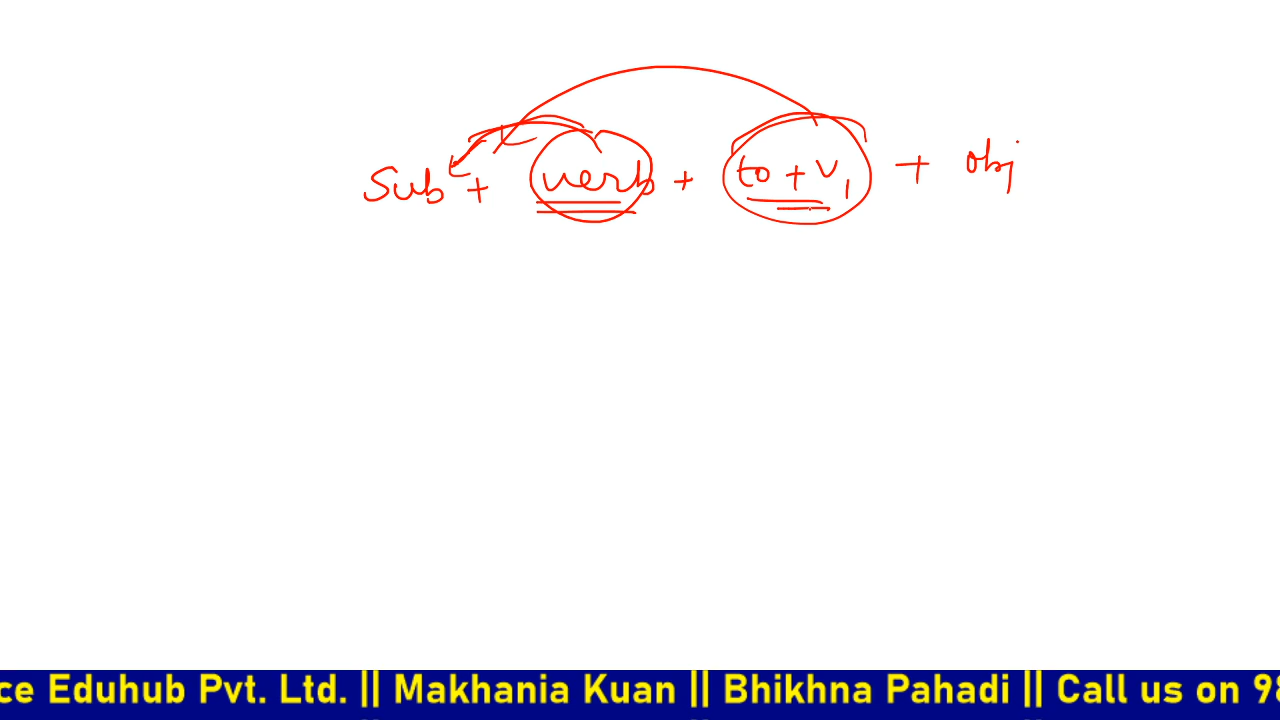 Sub + verb + to + V1 + obj
ce Eduhub Pvt. Ltd. || Makhania Kuan || Bhikhna Pahadi || Call us on 98